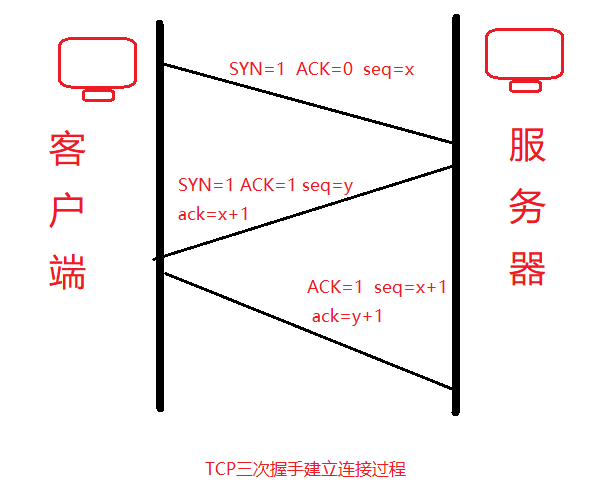 客户端
服务器
SYN=1 ACK=0 seq=x
SYN=1 ACK=1 seq=y
ack=x+1
ACK=1 seq=x+1
ack=y+1
TCP三次握手建立连接过程